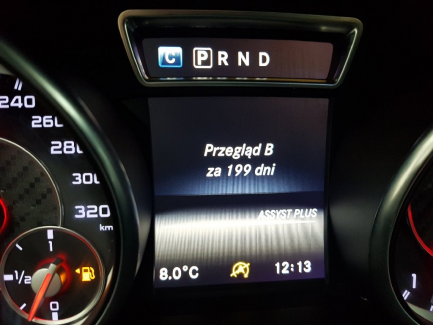 C P R N D
240
260
280
300
320
km
Przegląd B
za 199 dni
ASSYST PLUS
8.0°C 12:13
1
1/2
0
1